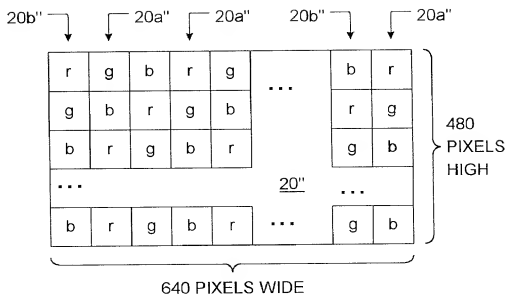 20b" 20a" 20a" 20b" 20a"
r g b r g ... b r
g b r g b r g
b r g b r g b
... 20" ...
b r g b r ... g b
480
PIXELS
HIGH
640 PIXELS WIDE